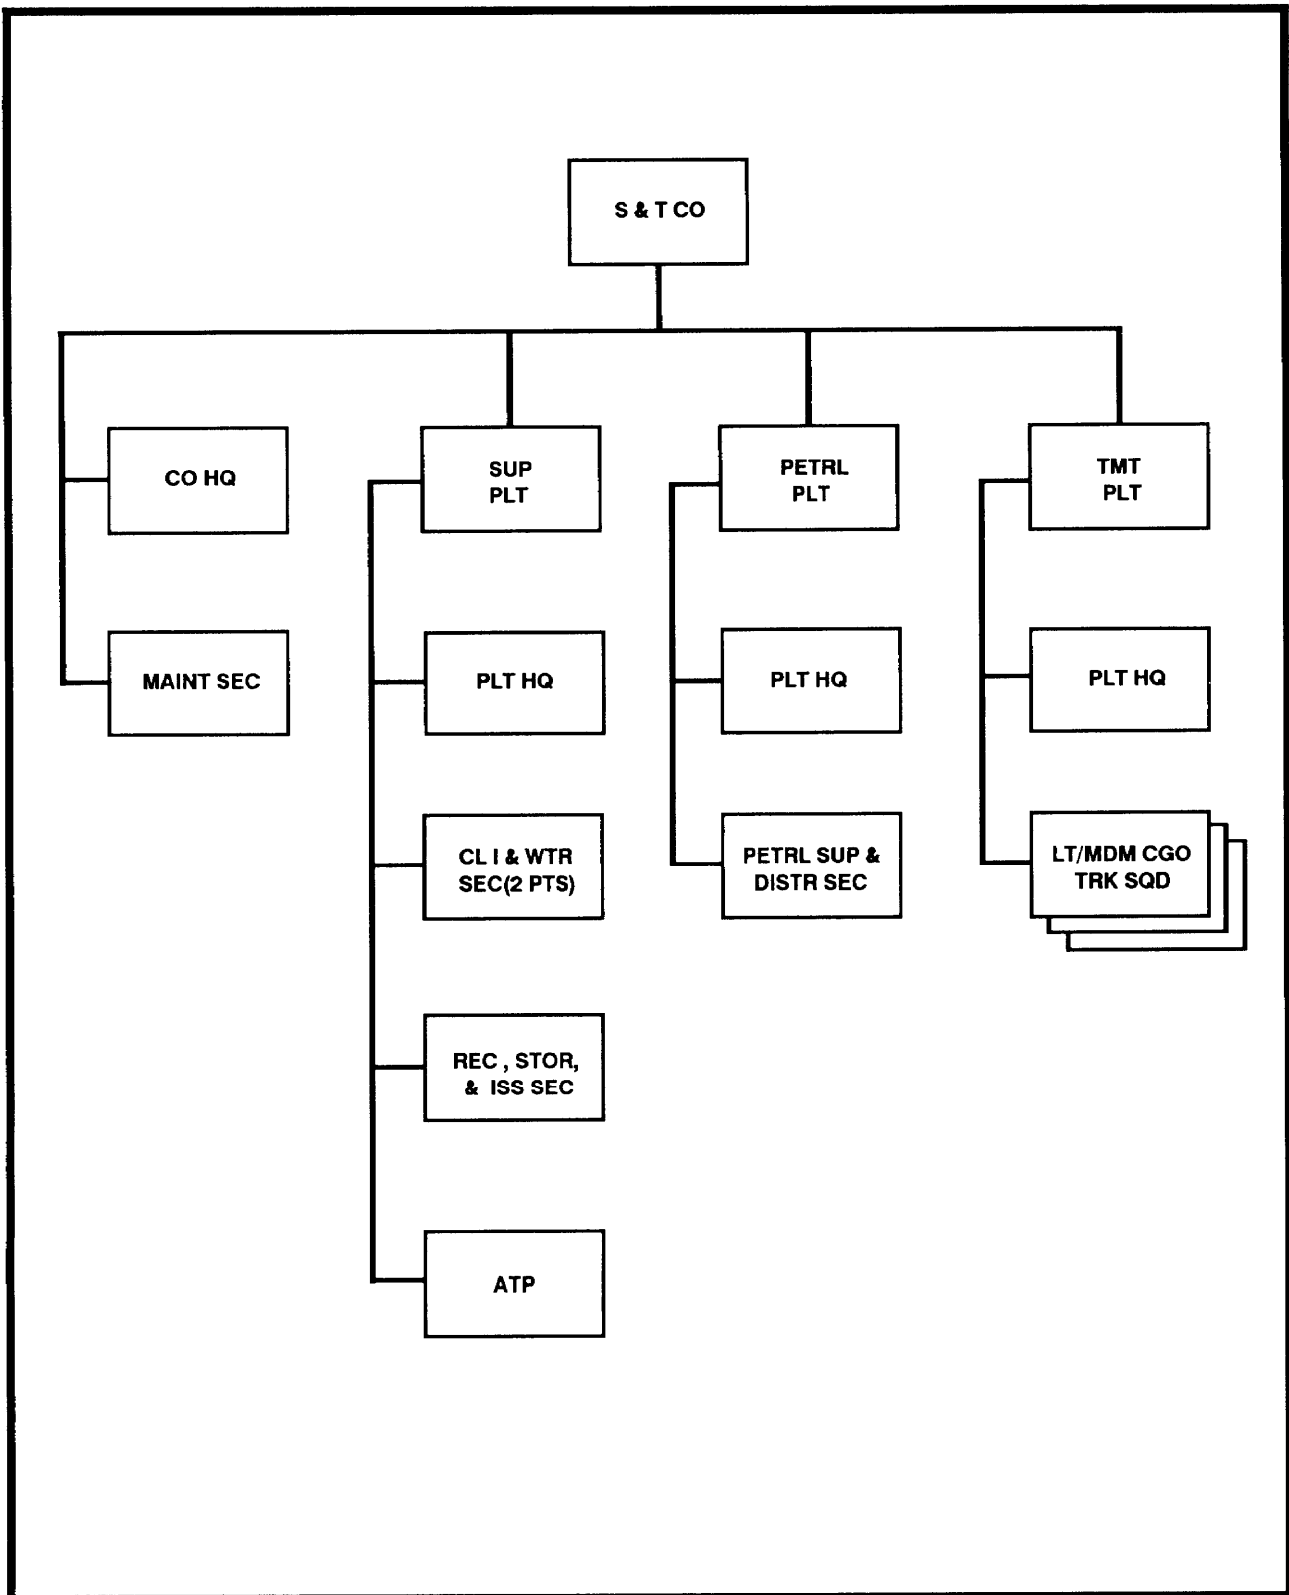 S & T CO
CO HQ
SUP
PLT
PETRL
PLT
TMT
PLT
MAINT SEC
PLT HQ
PLT HQ
PLT HQ
CL I & WTR
SEC(2 PTS)
PETRL SUP &
DISTR SEC
LT/MDM CGO
TRK SQD
REC , STOR,
& ISS SEC
ATP